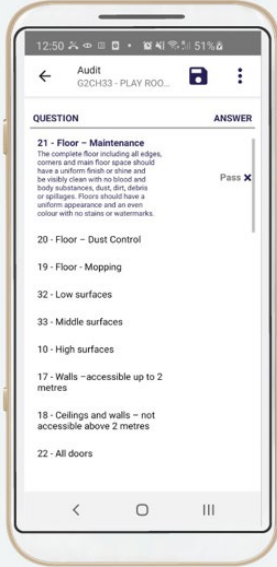 12:50 51%
Audit
G2CH33 - PLAY ROO...
QUESTION ANSWER
21 - Floor – Maintenance
The complete floor including all edges,
corners and main floor space should
have a uniform finish or shine and
be visibly clean with no blood and
body substances, dust, dirt, debris
or spillages. Floors should have a
uniform appearance and an even
colour with no stains or watermarks.
Pass
20 - Floor – Dust Control
19 - Floor - Mopping
32 - Low surfaces
33 - Middle surfaces
10 - High surfaces
17 - Walls –accessible up to 2
metres
18 - Ceilings and walls – not
accessible above 2 metres
22 - All doors